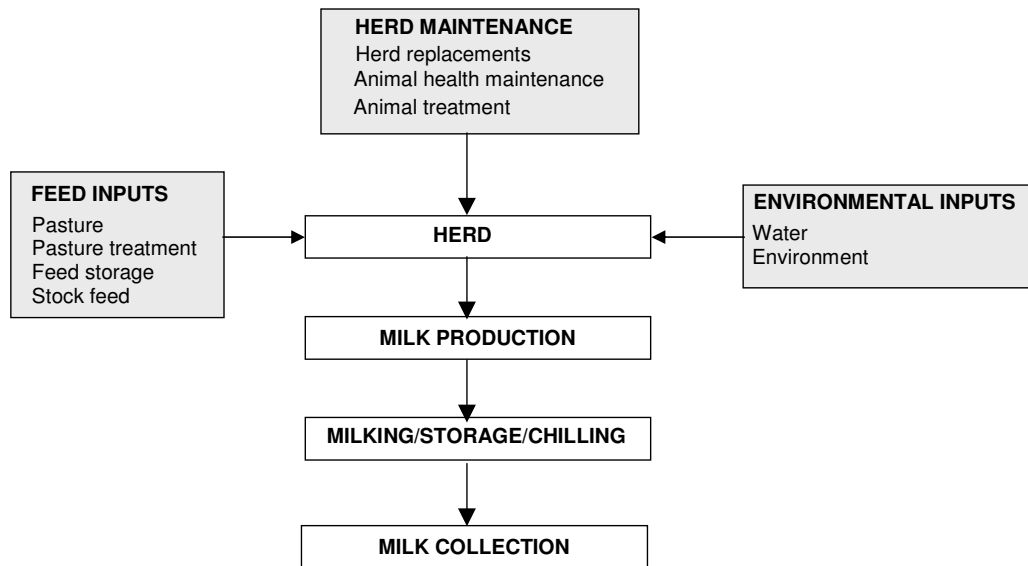 HERD MAINTENANCE
Herd replacements
Animal health maintenance
Animal treatment
FEED INPUTS
Pasture
Pasture treatment
Feed storage
Stock feed
HERD
ENVIRONMENTAL INPUTS
Water
Environment
MILK PRODUCTION
MILKING/STORAGE/CHILLING
MILK COLLECTION